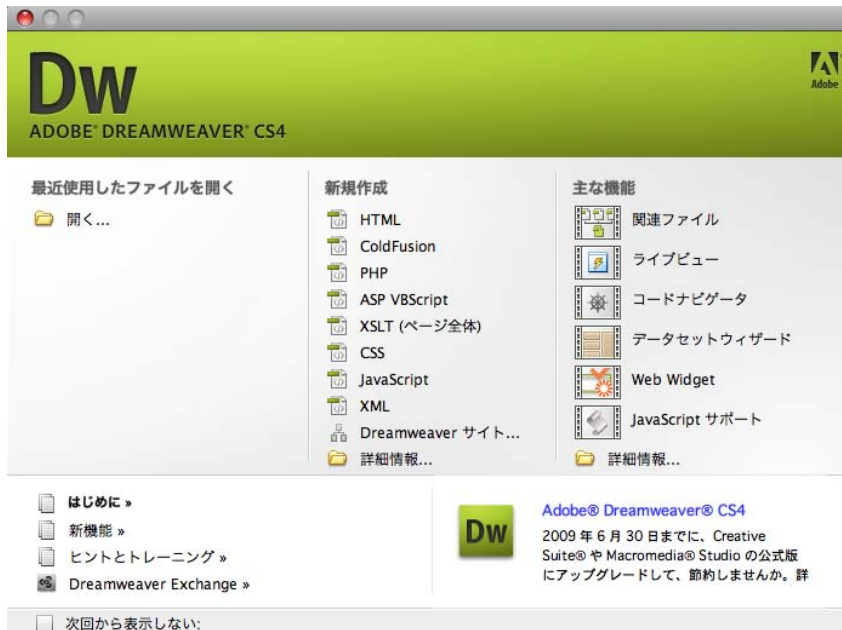 Dw
ADOBE® DREAMWEAVER® CS4
Adobe
最近使用したファイルを開く
開く...
新規作成
HTML
ColdFusion
PHP
ASP VBScript
XSLT (ページ全体)
CSS
JavaScript
XML
Dreamweaver サイト...
詳細情報...
主な機能
関連ファイル
ライブビュー
コードナビゲータ
データセットウィザード
Web Widget
JavaScript サポート
詳細情報...
はじめに »
新機能 »
ヒントとトレーニング »
Dreamweaver Exchange »
Dw
Adobe® Dreamweaver® CS4
2009 年 6 月 30 日までに、Creative
Suite® や Macromedia® Studio の公式版
にアップグレードして、節約しませんか。詳
次回から表示しない: